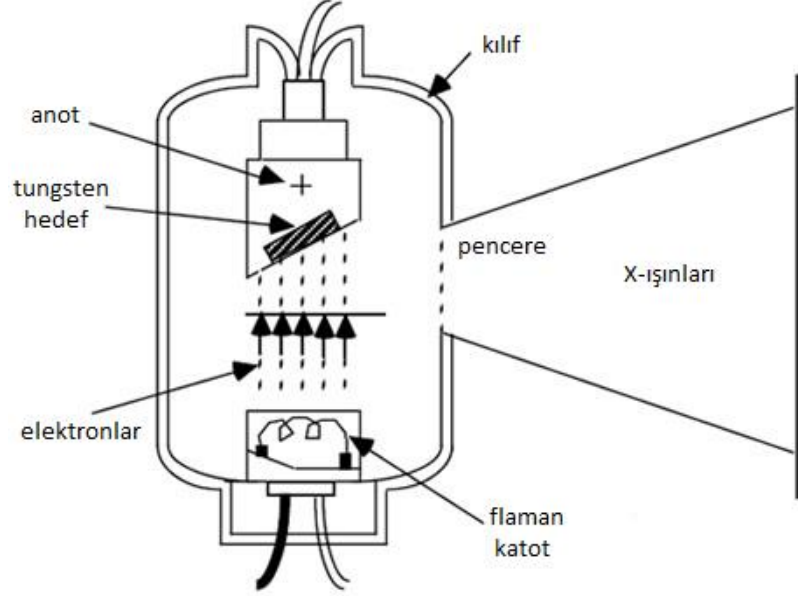 kılıf
anot
+
tungsten
hedef
pencere
X-ışınları
elektronlar
flaman
katot